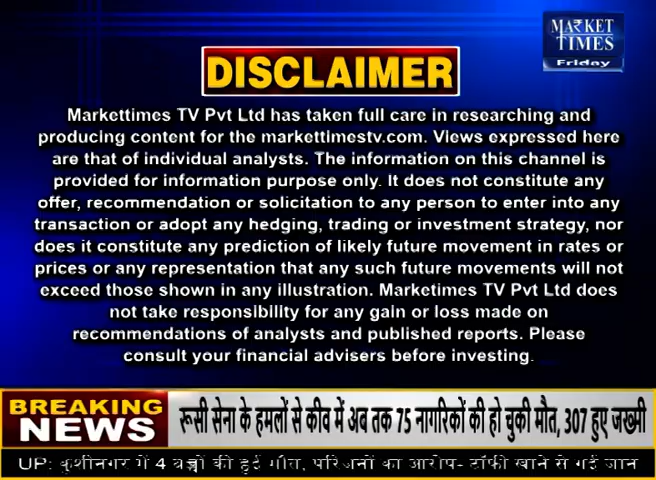 MARKET
TIMES
Friday
DISCLAIMER
Markettimes TV Pvt Ltd has taken full care in researching and
producing content for the markettimestv.com. Views expressed here
are that of individual analysts. The information on this channel is
provided for information purpose only. It does not constitute any
offer, recommendation or solicitation to any person to enter into any
transaction or adopt any hedging, trading or investment strategy, nor
does it constitute any prediction of likely future movement in rates or
prices or any representation that any such future movements will not
exceed those shown in any illustration. Marketimes TV Pvt Ltd does
not take responsibility for any gain or loss made on
recommendations of analysts and published reports. Please
consult your financial advisers before investing.
BREAKING
NEWS
रूसी सेना के हमलों से कीव में अब तक 75 नागरिकों की हो चुकी मौत, 307 हुए जख्मी
UP: कुशीनगर में 4 बच्चों की हुई मौत, परिजनों का आरोप- टॉफी खाने से गई जान